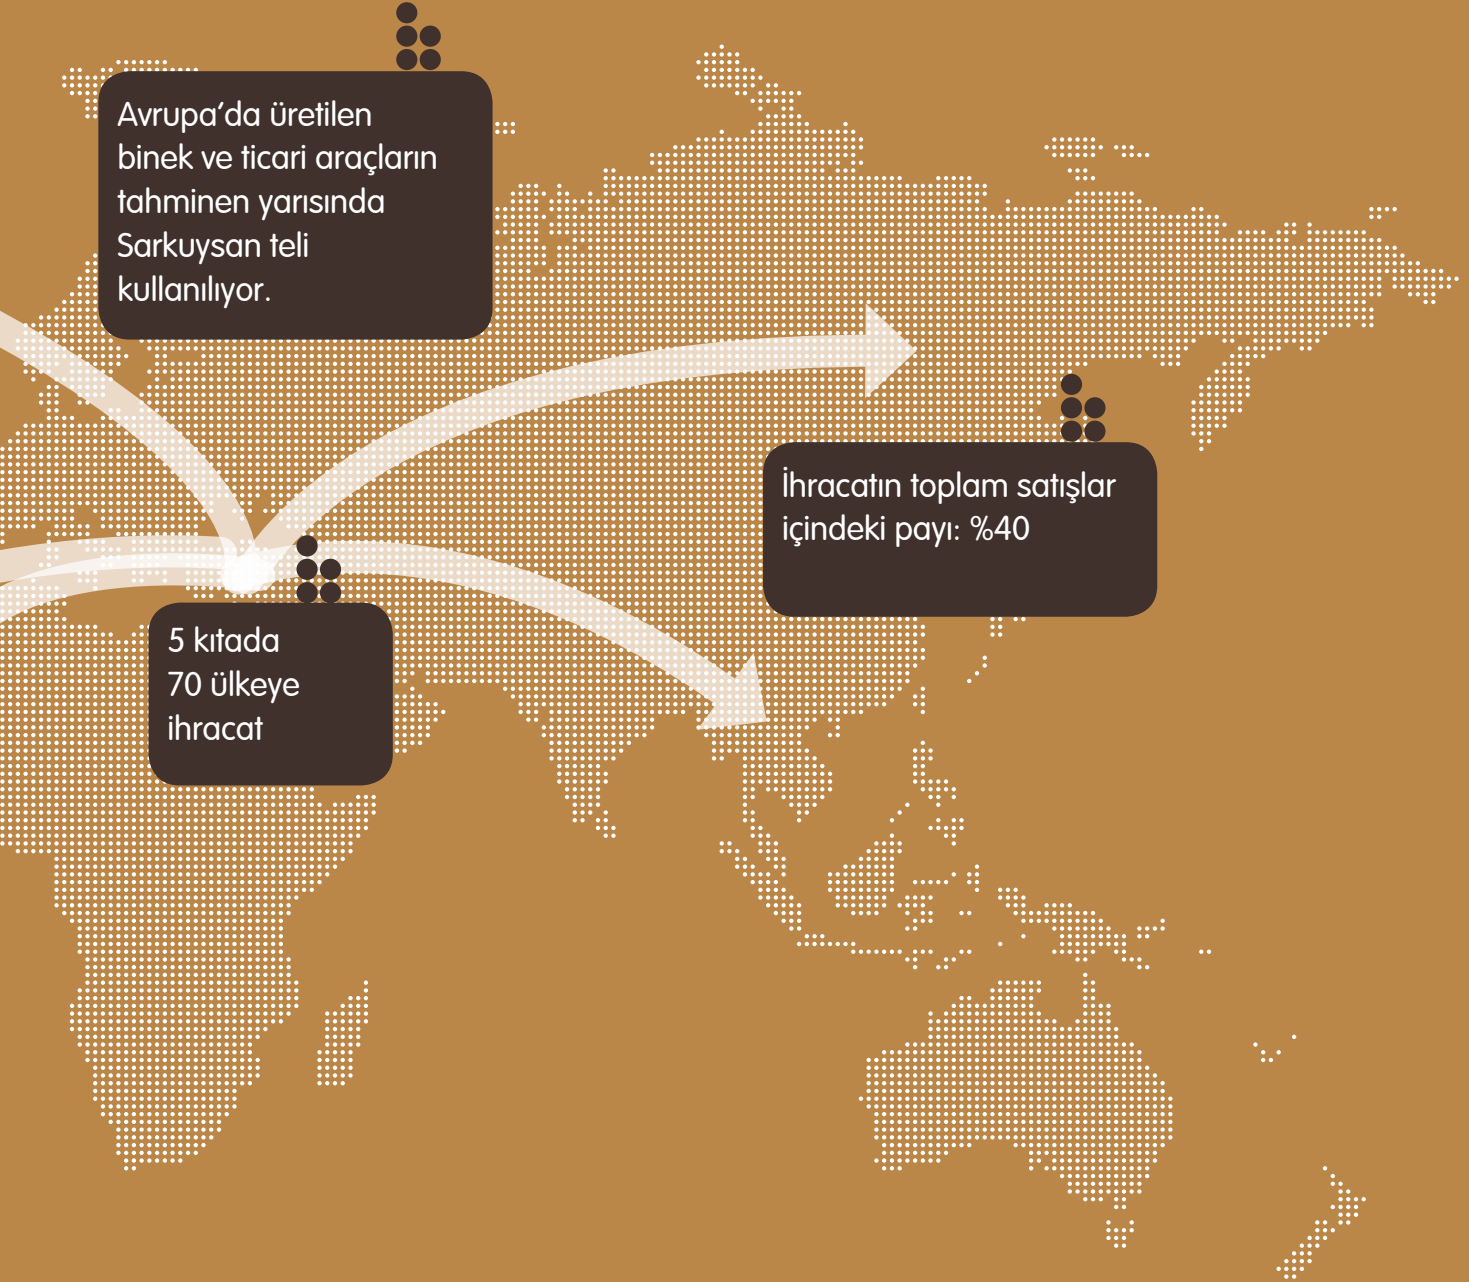 Avrupa’da üretilen
binek ve ticari araçların
tahminen yarısında
Sarkuysan teli
kullanılıyor.
İhracatın toplam satışlar
içindeki payı: %40
5 kıtada
70 ülkeye
ihracat